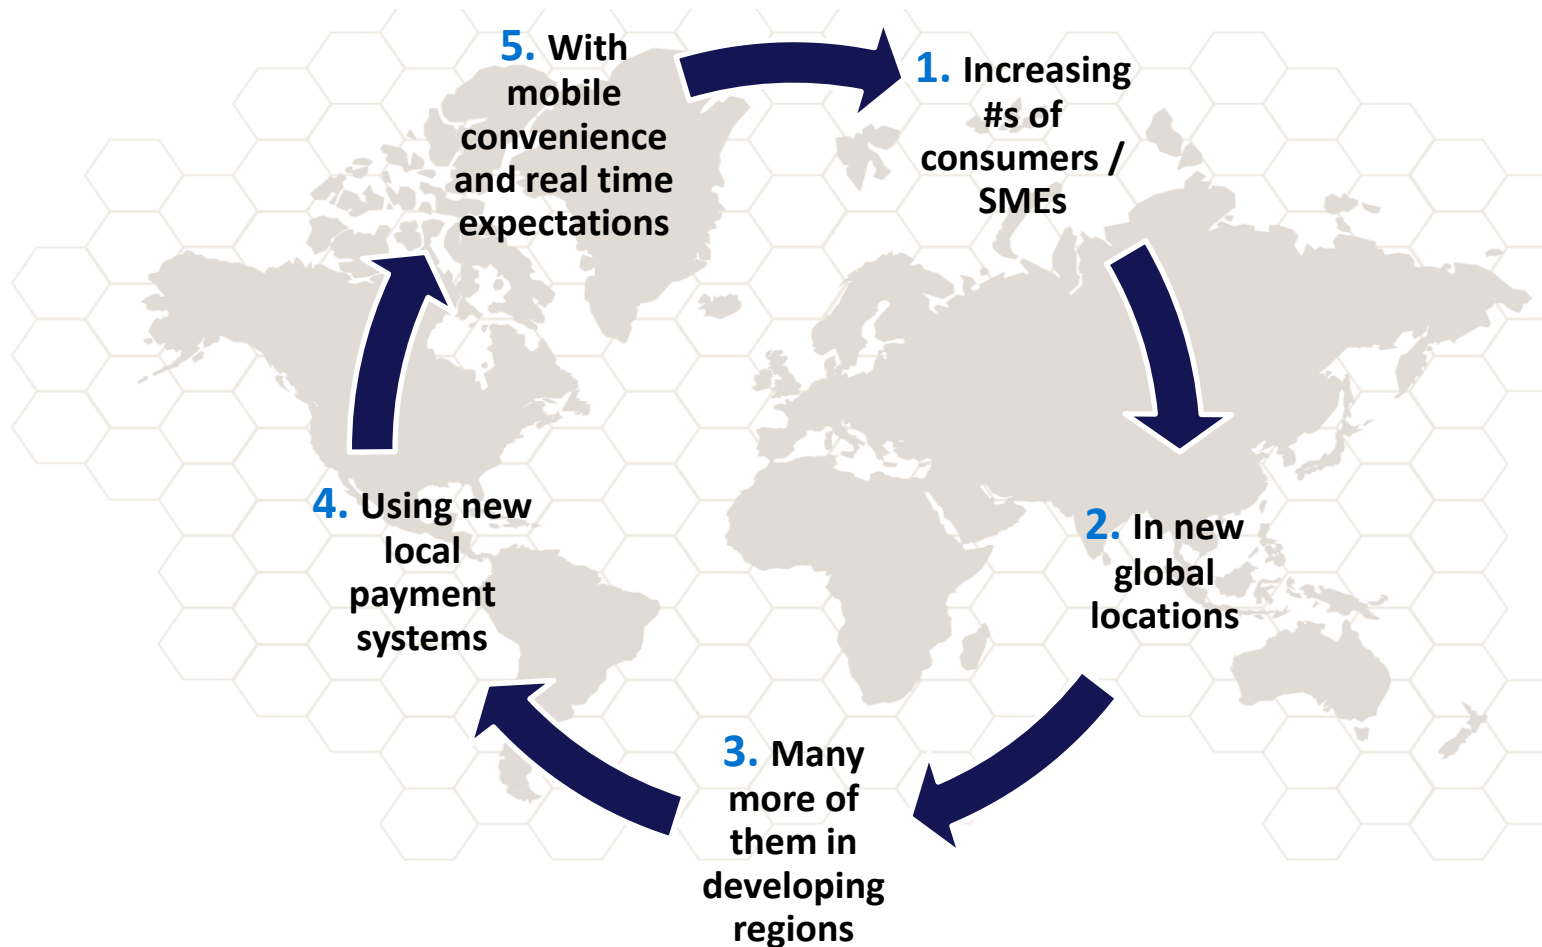 1. Increasing
#s of
consumers /
SMEs
2. In new
global
locations
3. Many
more of
them in
developing
regions
4. Using new
local
payment
systems
5. With
mobile
convenience
and real time
expectations